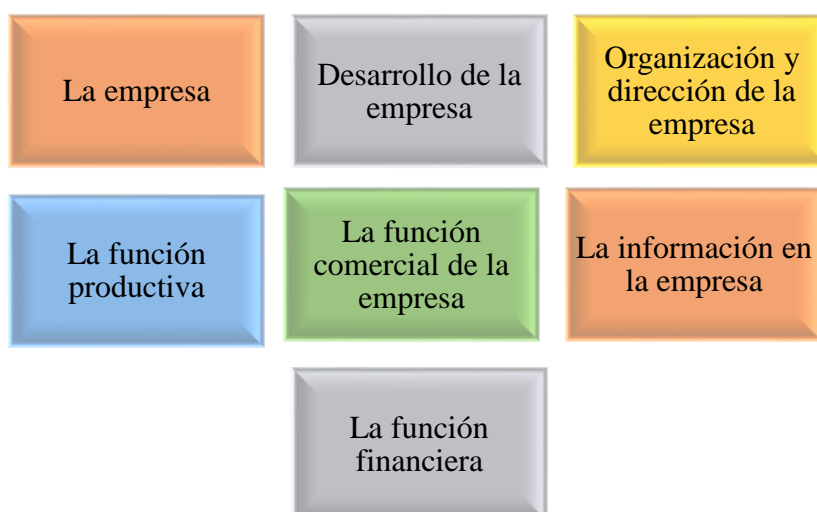 La empresa
Desarrollo de la
empresa
Organización y
dirección de la
empresa
La función
productiva
La función
comercial de la
empresa
La información en
la empresa
La función
financiera